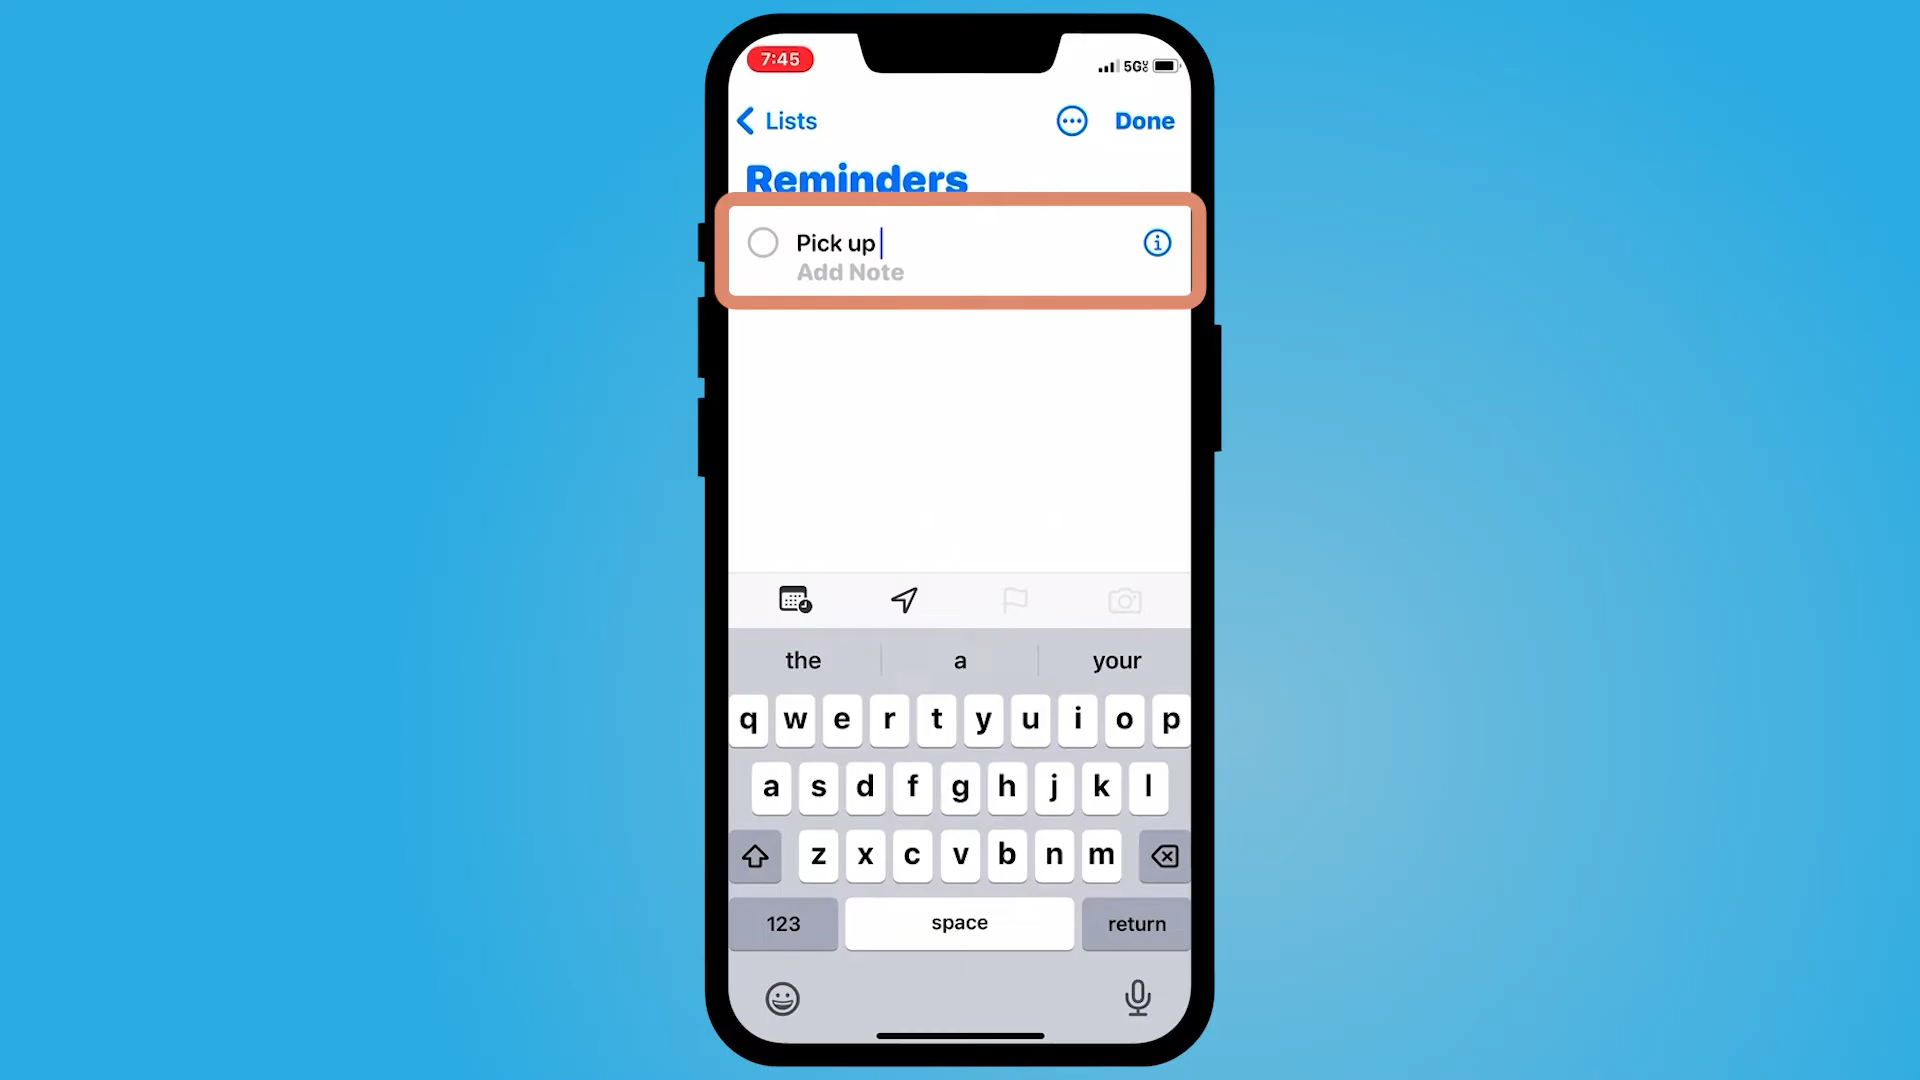 7:45
5G
Lists
Done
Reminders
Pick up
Add Note
the a your
q w e r t y u i o p
a s d f g h j k l
z x c v b n m
123 space return